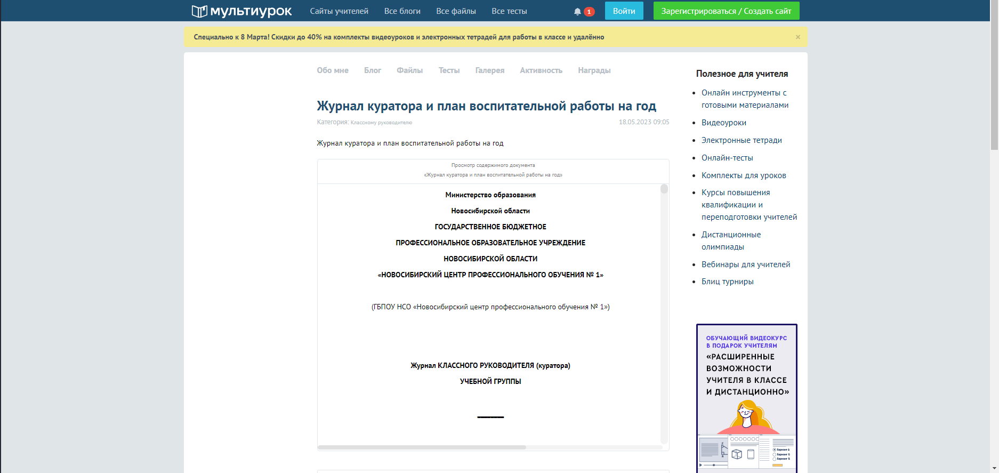 мультиурок
Сайты учителей
Все блоги
Все файлы
Все тесты
1
Войти
Зарегистрироваться / Создать сайт
Специально к 8 Марта! Скидки до 40% на комплекты видеоуроков и электронных тетрадей для работы в классе и удалённо
×
Обо мне
Блог
Файлы
Тесты
Галерея
Активность
Награды
Журнал куратора и план воспитательной работы на год
Категория: Классному руководителю
18.05.2023 09:05
Журнал куратора и план воспитательной работы на год
Просмотр содержимого документа
«Журнал куратора и план воспитательной работы на год»
Министерство образования
Новосибирской области
ГОСУДАРСТВЕННОЕ БЮДЖЕТНОЕ
ПРОФЕССИОНАЛЬНОЕ ОБРАЗОВАТЕЛЬНОЕ УЧРЕЖДЕНИЕ
НОВОСИБИРСКОЙ ОБЛАСТИ
«НОВОСИБИРСКИЙ ЦЕНТР ПРОФЕССИОНАЛЬНОГО ОБУЧЕНИЯ № 1»
(ГБПОУ НСО «Новосибирский центр профессионального обучения № 1»)
Журнал КЛАССНОГО РУКОВОДИТЕЛЯ (куратора)
УЧЕБНОЙ ГРУППЫ
Полезное для учителя
Онлайн инструменты с
готовыми материалами
Видеоуроки
Электронные тетради
Онлайн-тесты
Комплекты для уроков
Курсы повышения
квалификации и
переподготовки учителей
Дистанционные
олимпиады
Вебинары для учителей
Блиц турниры
ОБУЧАЮЩИЙ ВИДЕОКУРС
В ПОДАРОК УЧИТЕЛЯМ
«РАСШИРЕННЫЕ
ВОЗМОЖНОСТИ
УЧИТЕЛЯ В КЛАССЕ
И ДИСТАНЦИОННО»
Вариант А
Вариант Б
Вариант В